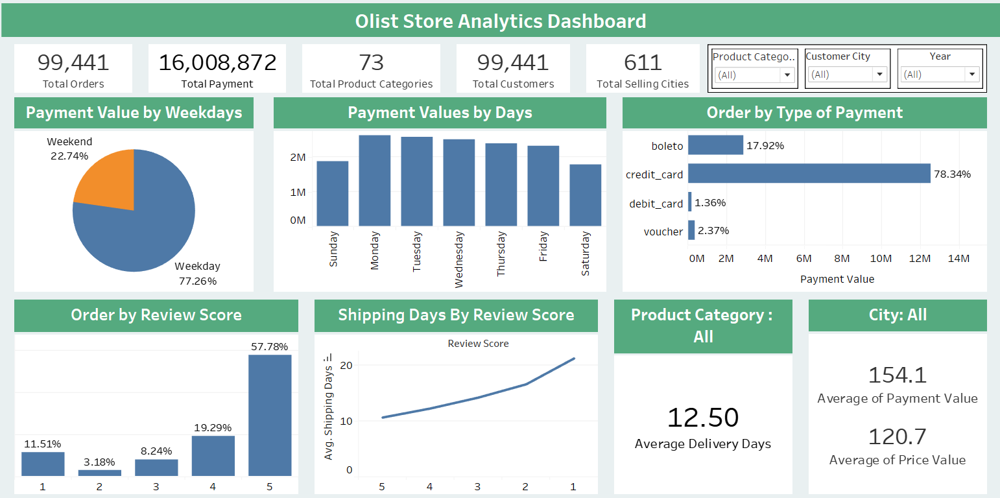 Olist Store Analytics Dashboard
99,441
Total Orders
16,008,872
Total Payment
73
Total Product Categories
99,441
Total Customers
611
Total Selling Cities
Product Catego..
(All)
Customer City
(All)
Year
(All)
Payment Value by Weekdays
Weekend
22.74%
Weekday
77.26%
Payment Values by Days
2M
1M
0M
Sunday
Monday
Tuesday
Wednesday
Thursday
Friday
Saturday
Order by Type of Payment
boleto
17.92%
credit_card
78.34%
debit_card
1.36%
voucher
2.37%
0M 2M 4M 6M 8M 10M 12M 14M
Payment Value
Order by Review Score
11.51%
3.18%
8.24%
19.29%
57.78%
1 2 3 4 5
Shipping Days By Review Score
Review Score
Avg. Shipping Days
20
10
0
5 4 3 2 1
Product Category :
All
12.50
Average Delivery Days
City: All
154.1
Average of Payment Value
120.7
Average of Price Value